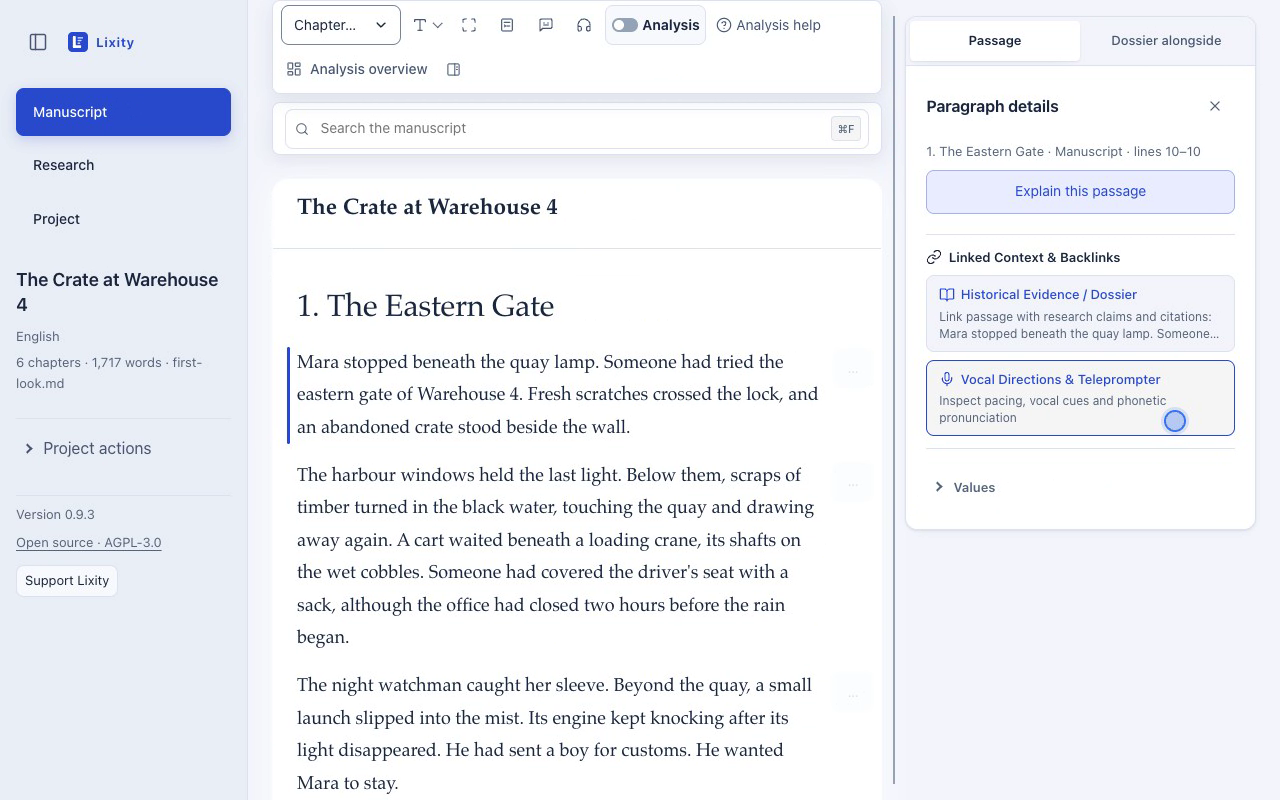 Lixity
Manuscript
Research
Project
The Crate at Warehouse
4
English
6 chapters · 1,717 words · first-
look.md
Project actions
Version 0.9.3
Open source · AGPL-3.0
Support Lixity
Chapter...
Analysis
Analysis help
Analysis overview
Search the manuscript
⌘F
The Crate at Warehouse 4
1. The Eastern Gate
Mara stopped beneath the quay lamp. Someone had tried the
eastern gate of Warehouse 4. Fresh scratches crossed the lock, and
an abandoned crate stood beside the wall.
...
The harbour windows held the last light. Below them, scraps of
timber turned in the black water, touching the quay and drawing
away again. A cart waited beneath a loading crane, its shafts on
the wet cobbles. Someone had covered the driver's seat with a
sack, although the office had closed two hours before the rain
began.
...
The night watchman caught her sleeve. Beyond the quay, a small
launch slipped into the mist. Its engine kept knocking after its
light disappeared. He had sent a boy for customs. He wanted
Mara to stay.
...
Passage
Dossier alongside
Paragraph details
1. The Eastern Gate · Manuscript · lines 10–10
Explain this passage
Linked Context & Backlinks
Historical Evidence / Dossier
Link passage with research claims and citations:
Mara stopped beneath the quay lamp. Someone...
Vocal Directions & Teleprompter
Inspect pacing, vocal cues and phonetic
pronunciation
Values